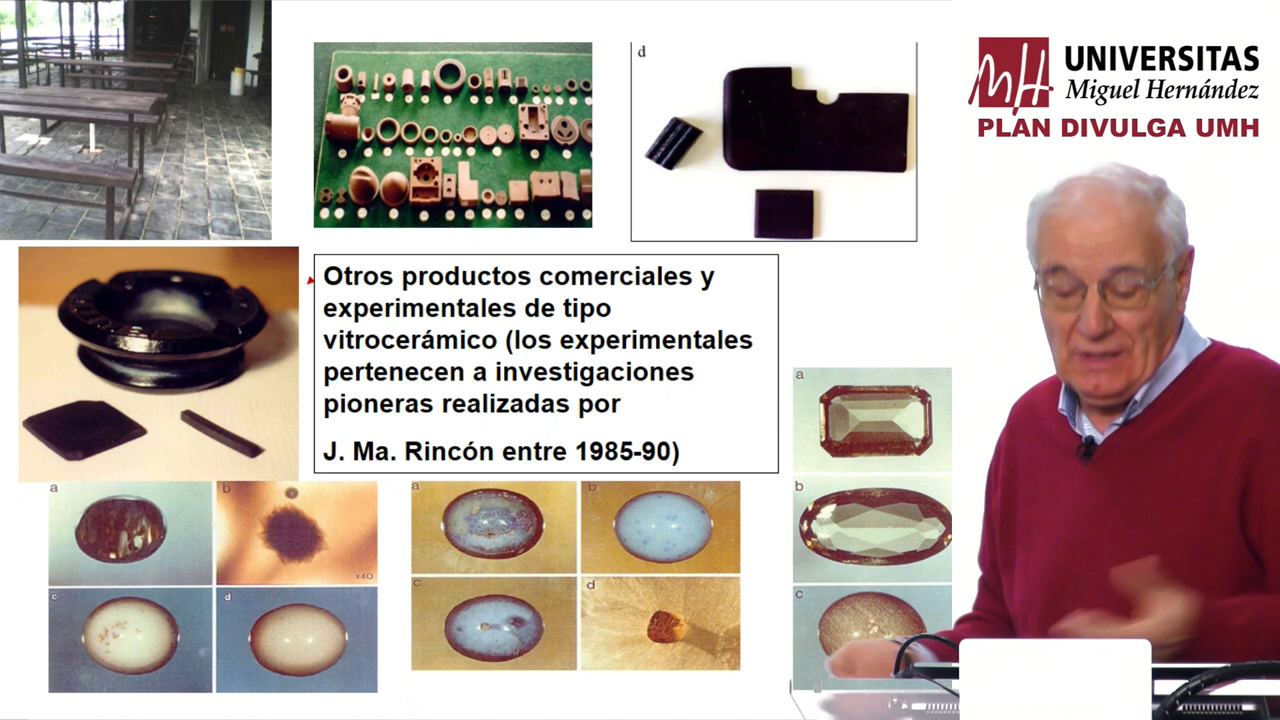 d
UNIVERSITAS
Miguel Hernández
PLAN DIVULGA UMH
Otros productos comerciales y
experimentales de tipo
vitrocerámico (los experimentales
pertenecen a investigaciones
pioneras realizadas por
J. Ma. Rincón entre 1985-90)
a
b
x40
c
d
a
b
c
d
a
b
c